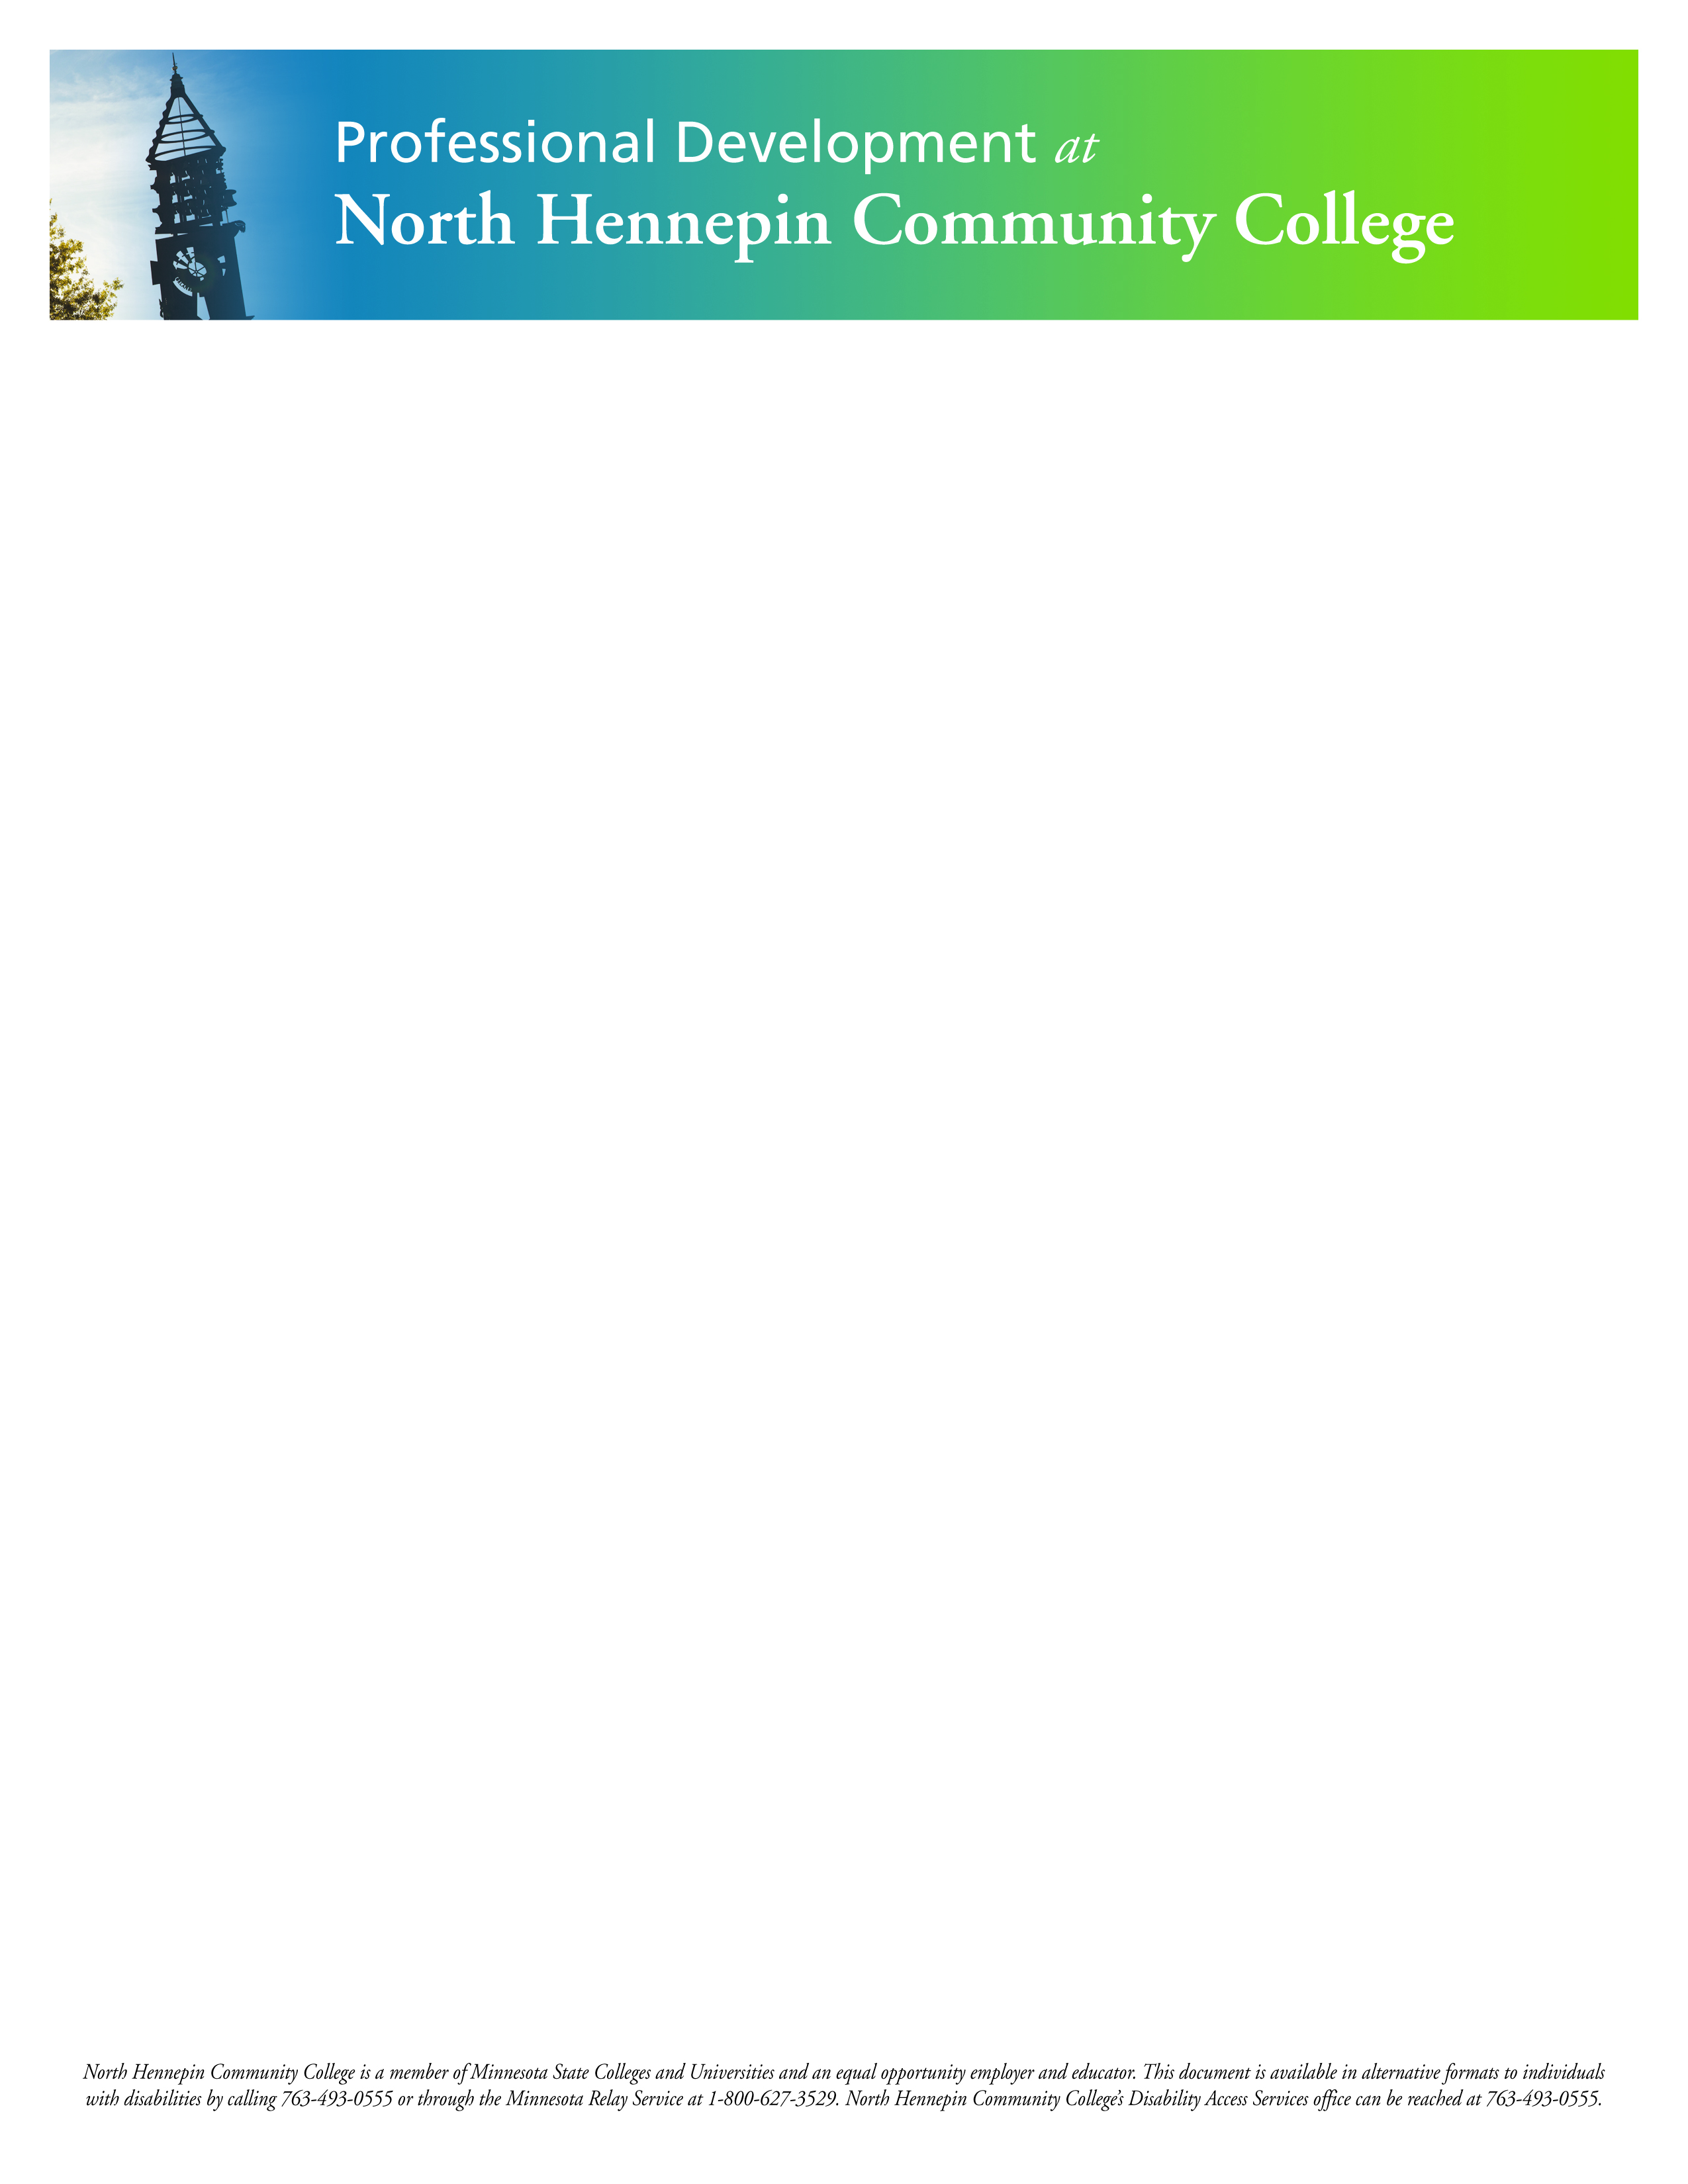 Professional Development at
North Hennepin Community College
North Hennepin Community College is a member of Minnesota State Colleges and Universities and an equal opportunity employer and educator. This document is available in alternative formats to individuals
with disabilities by calling 763-493-0555 or through the Minnesota Relay Service at 1-800-627-3529. North Hennepin Community College’s Disability Access Services office can be reached at 763-493-0555.